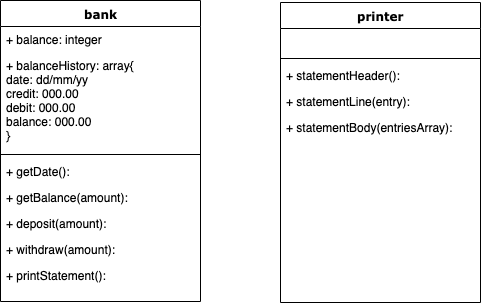 bank
+ balance: integer
+ balanceHistory: array{
date: dd/mm/yy
credit: 000.00
debit: 000.00
balance: 000.00
}
+ getDate():
+ getBalance(amount):
+ deposit(amount):
+ withdraw(amount):
+ printStatement():
printer
+ statementHeader():
+ statementLine(entry):
+ statementBody(entriesArray):